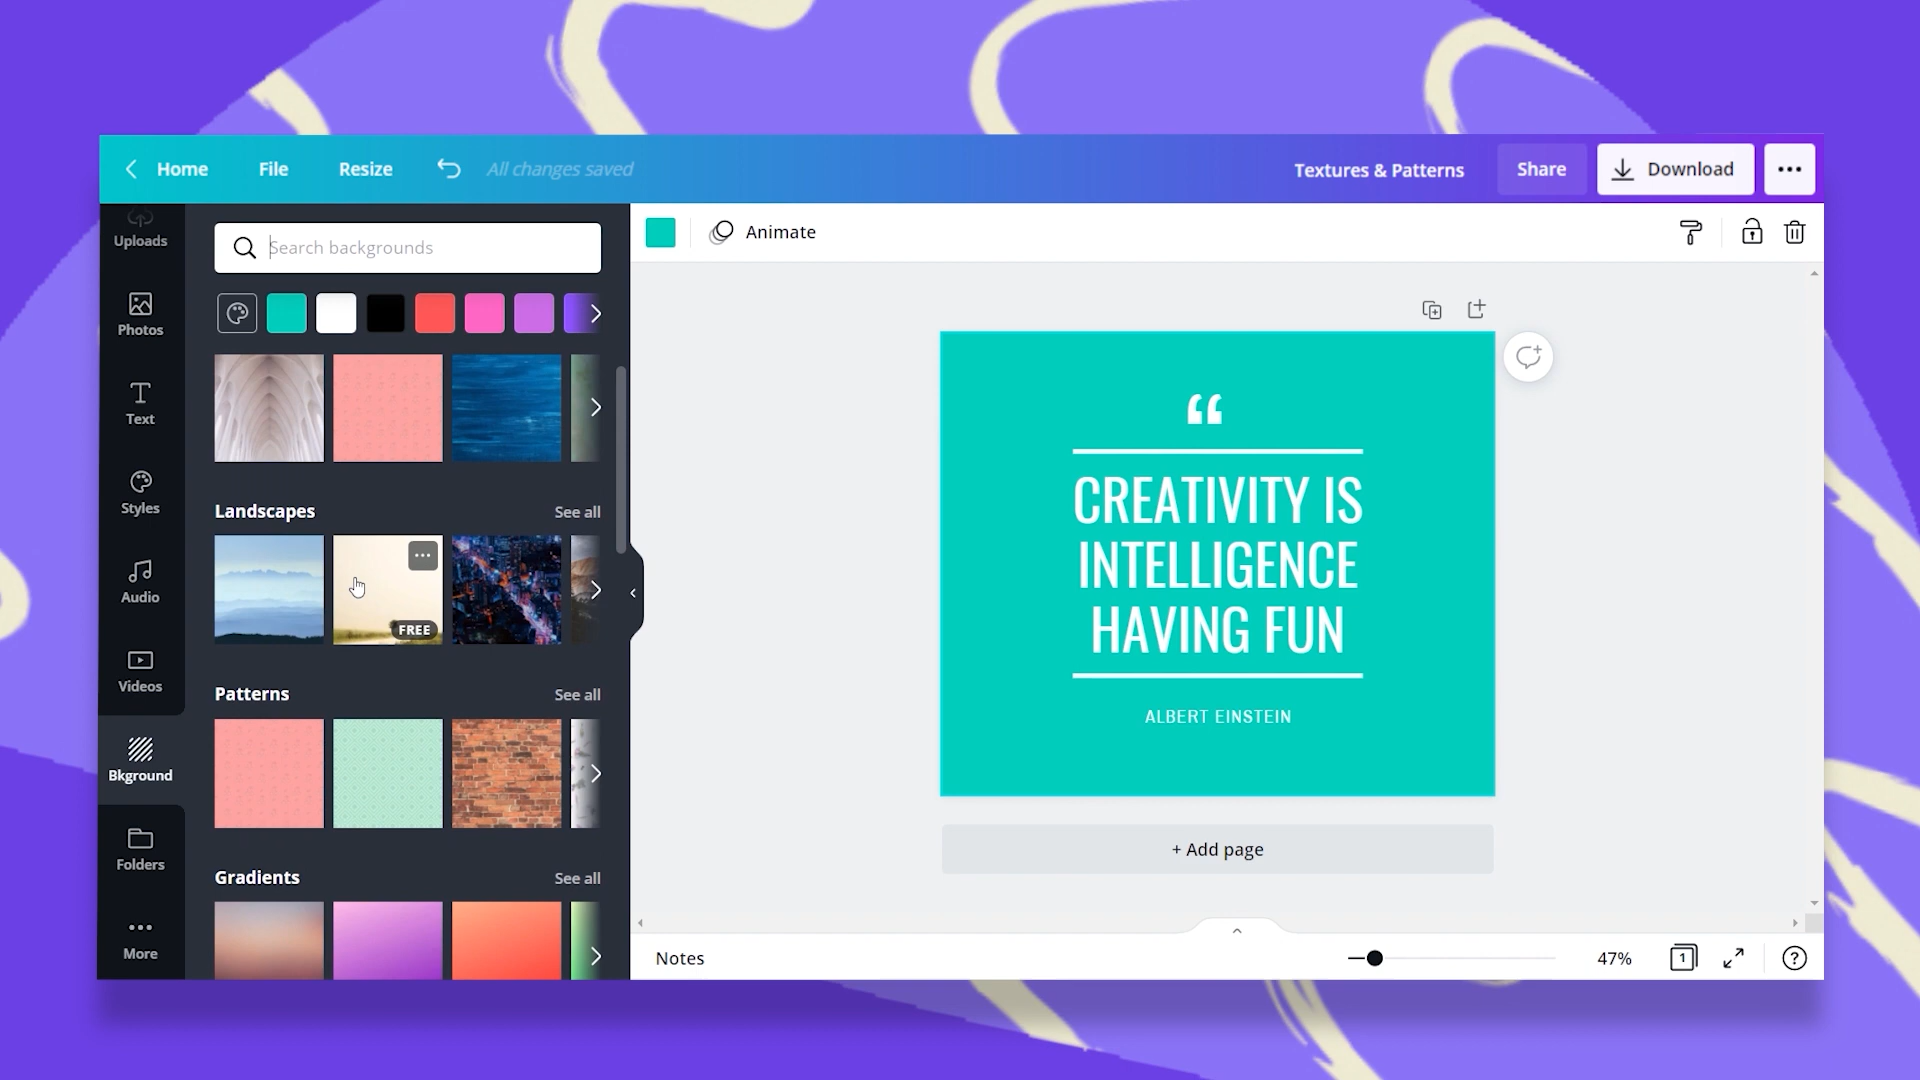 Home
File
Resize
All changes saved
Textures & Patterns
Share
Download
Uploads
Photos
Text
Styles
Audio
Videos
Bkground
Folders
More
Search backgrounds
Landscapes
See all
FREE
Patterns
See all
Gradients
See all
Animate
“
CREATIVITY IS
INTELLIGENCE
HAVING FUN
ALBERT EINSTEIN
+ Add page
Notes
47%
1
?